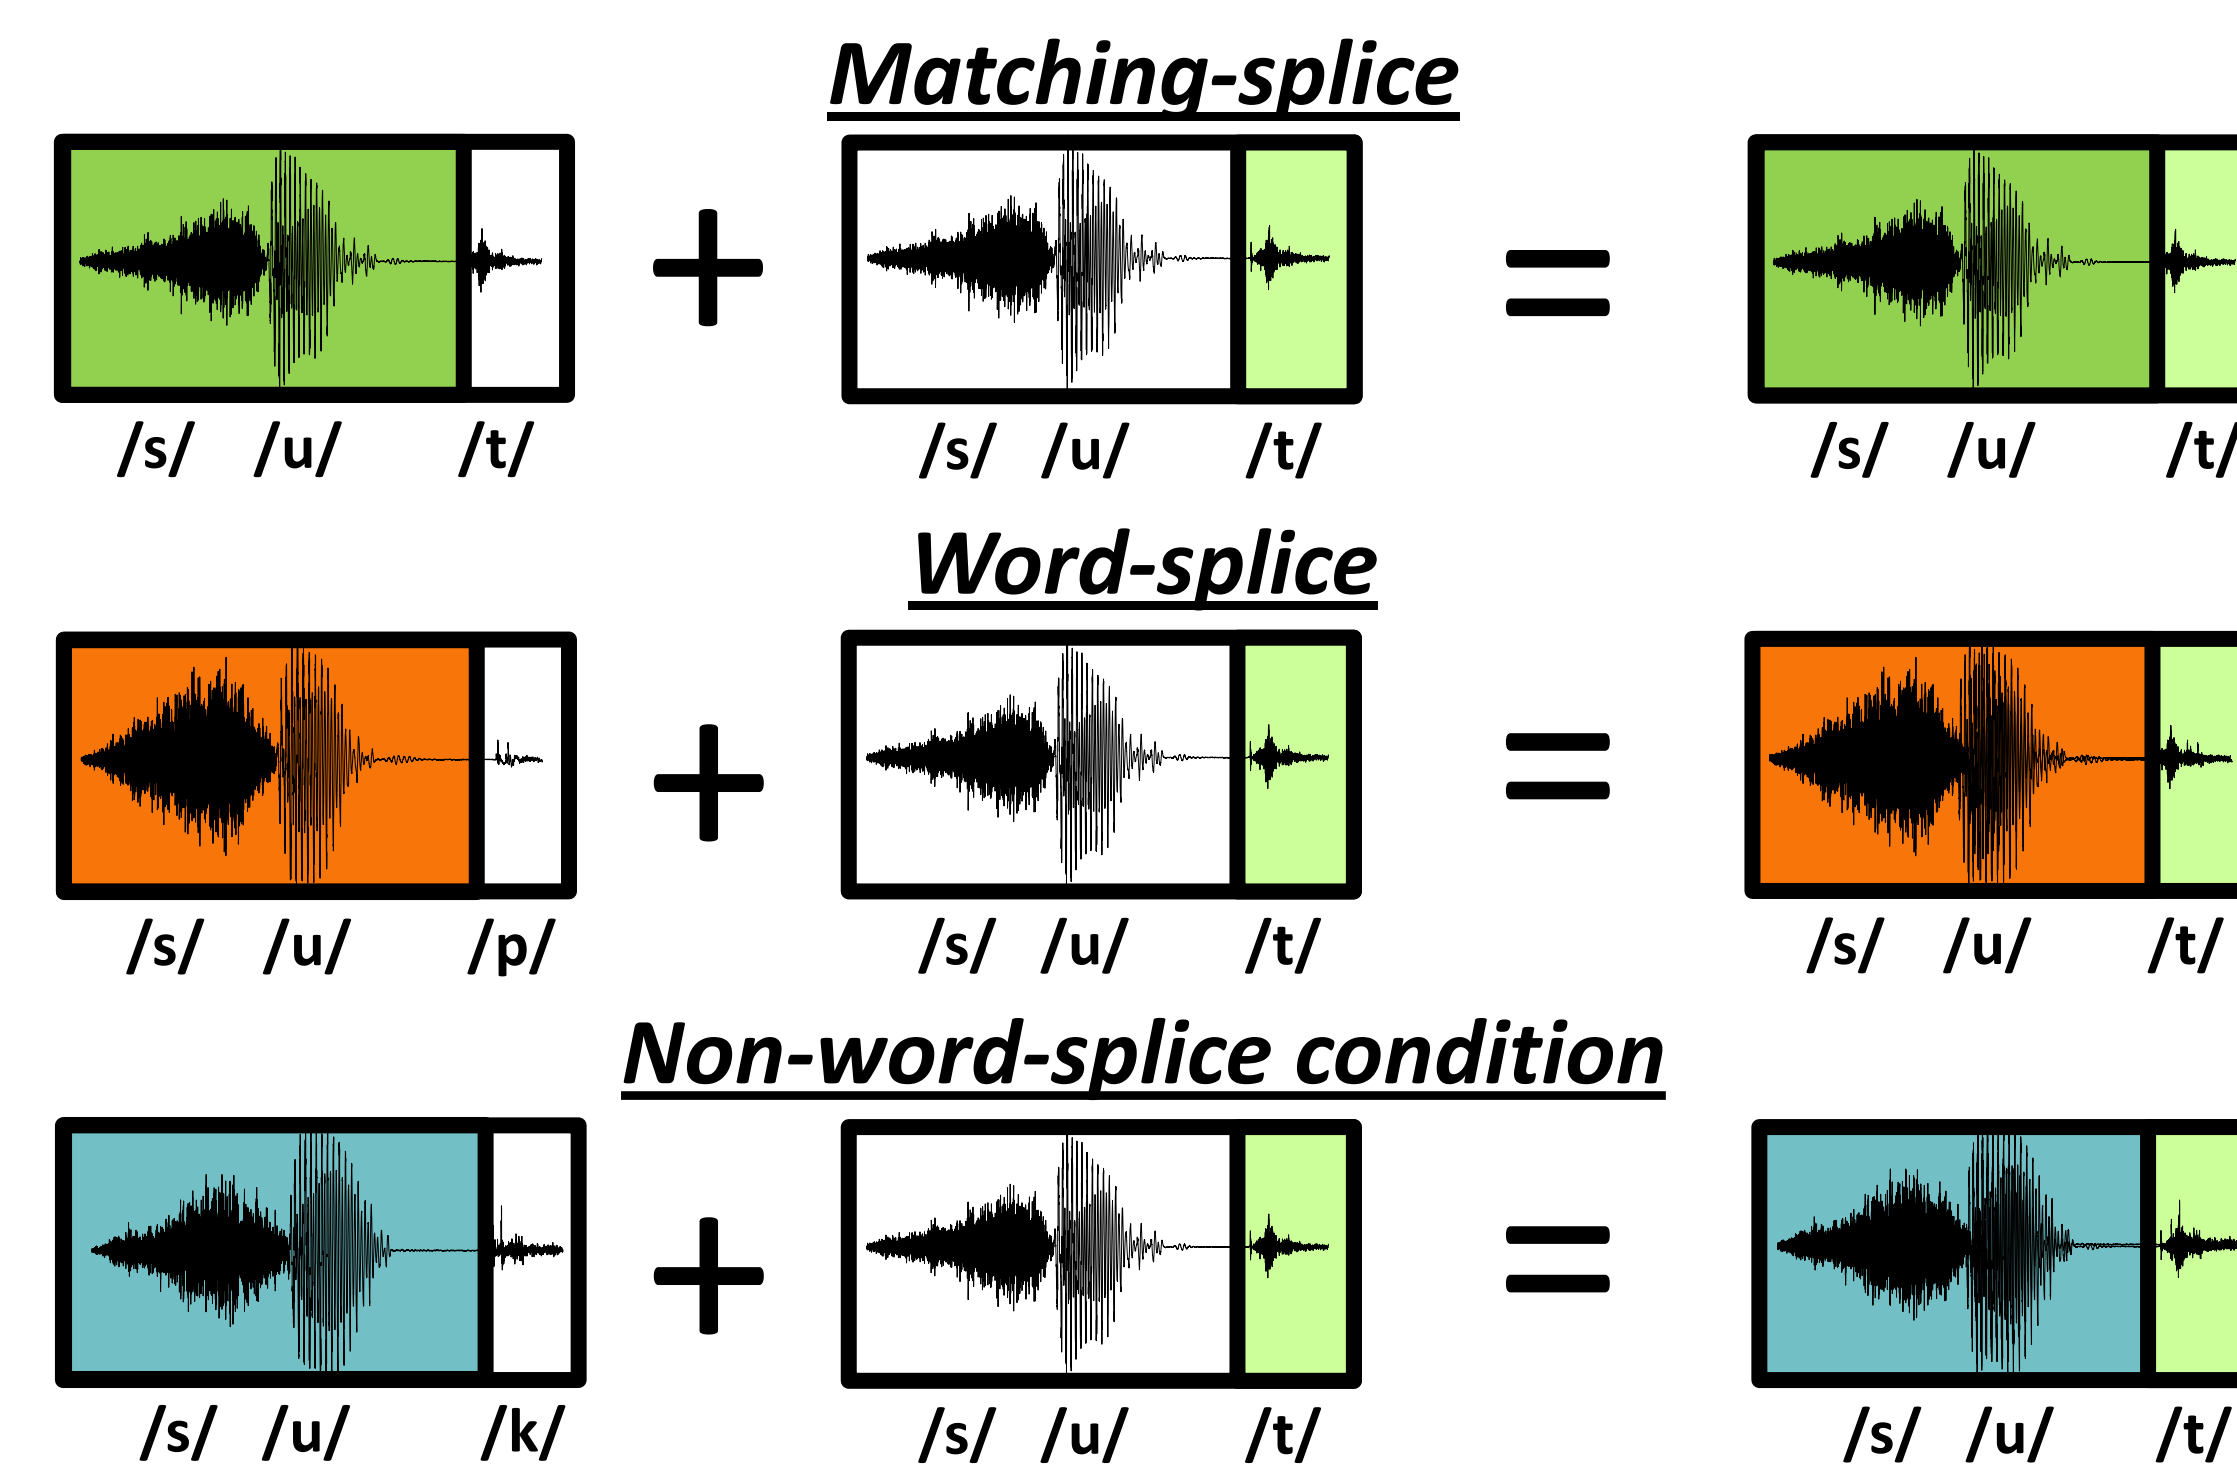 Matching-splice
+ =
/s/ /u/ /t/ /s/ /u/ /t/ /s/ /u/ /t/
Word-splice
+ =
/s/ /u/ /p/ /s/ /u/ /t/ /s/ /u/ /t/
Non-word-splice condition
+ =
/s/ /u/ /k/ /s/ /u/ /t/ /s/ /u/ /t/